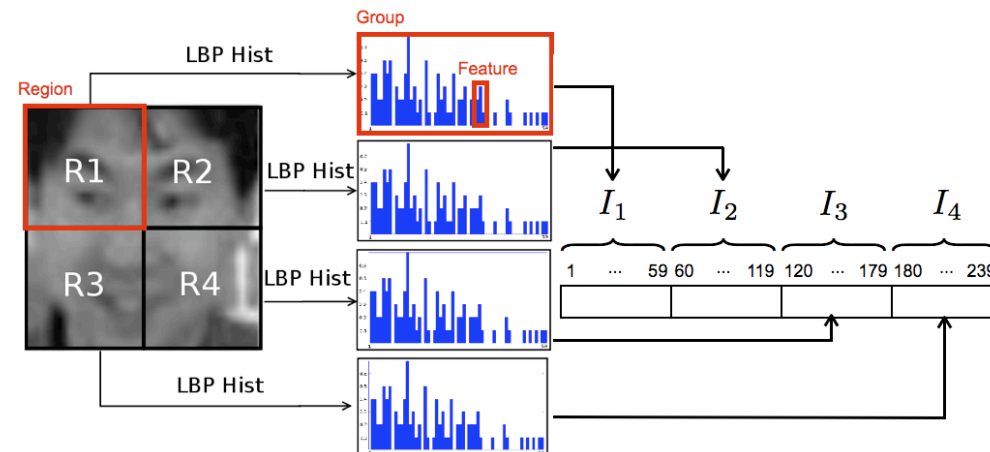 Group
LBP Hist
Feature
Region
R1
R2
LBP Hist
I1
I2
I3
I4
1 ... 59
60 ... 119
120 ... 179
180 ... 239
R3
R4
LBP Hist
LBP Hist